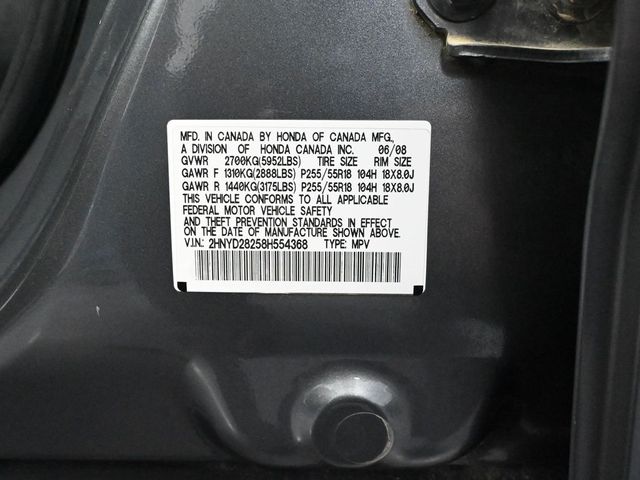 MFD. IN CANADA BY HONDA OF CANADA MFG.,
A DIVISION OF HONDA CANADA INC. 06/08
GVWR 2700KG(5952LBS) TIRE SIZE RIM SIZE
GAWR F 1310KG(2888LBS) P255/55R18 104H 18X8.0J
GAWR R 1440KG(3175LBS) P255/55R18 104H 18X8.0J
THIS VEHICLE CONFORMS TO ALL APPLICABLE
FEDERAL MOTOR VEHICLE SAFETY
AND THEFT PREVENTION STANDARDS IN EFFECT
ON THE DATE OF MANUFACTURE SHOWN ABOVE.
V.I.N.: 2HNYD28258H554368 TYPE: MPV